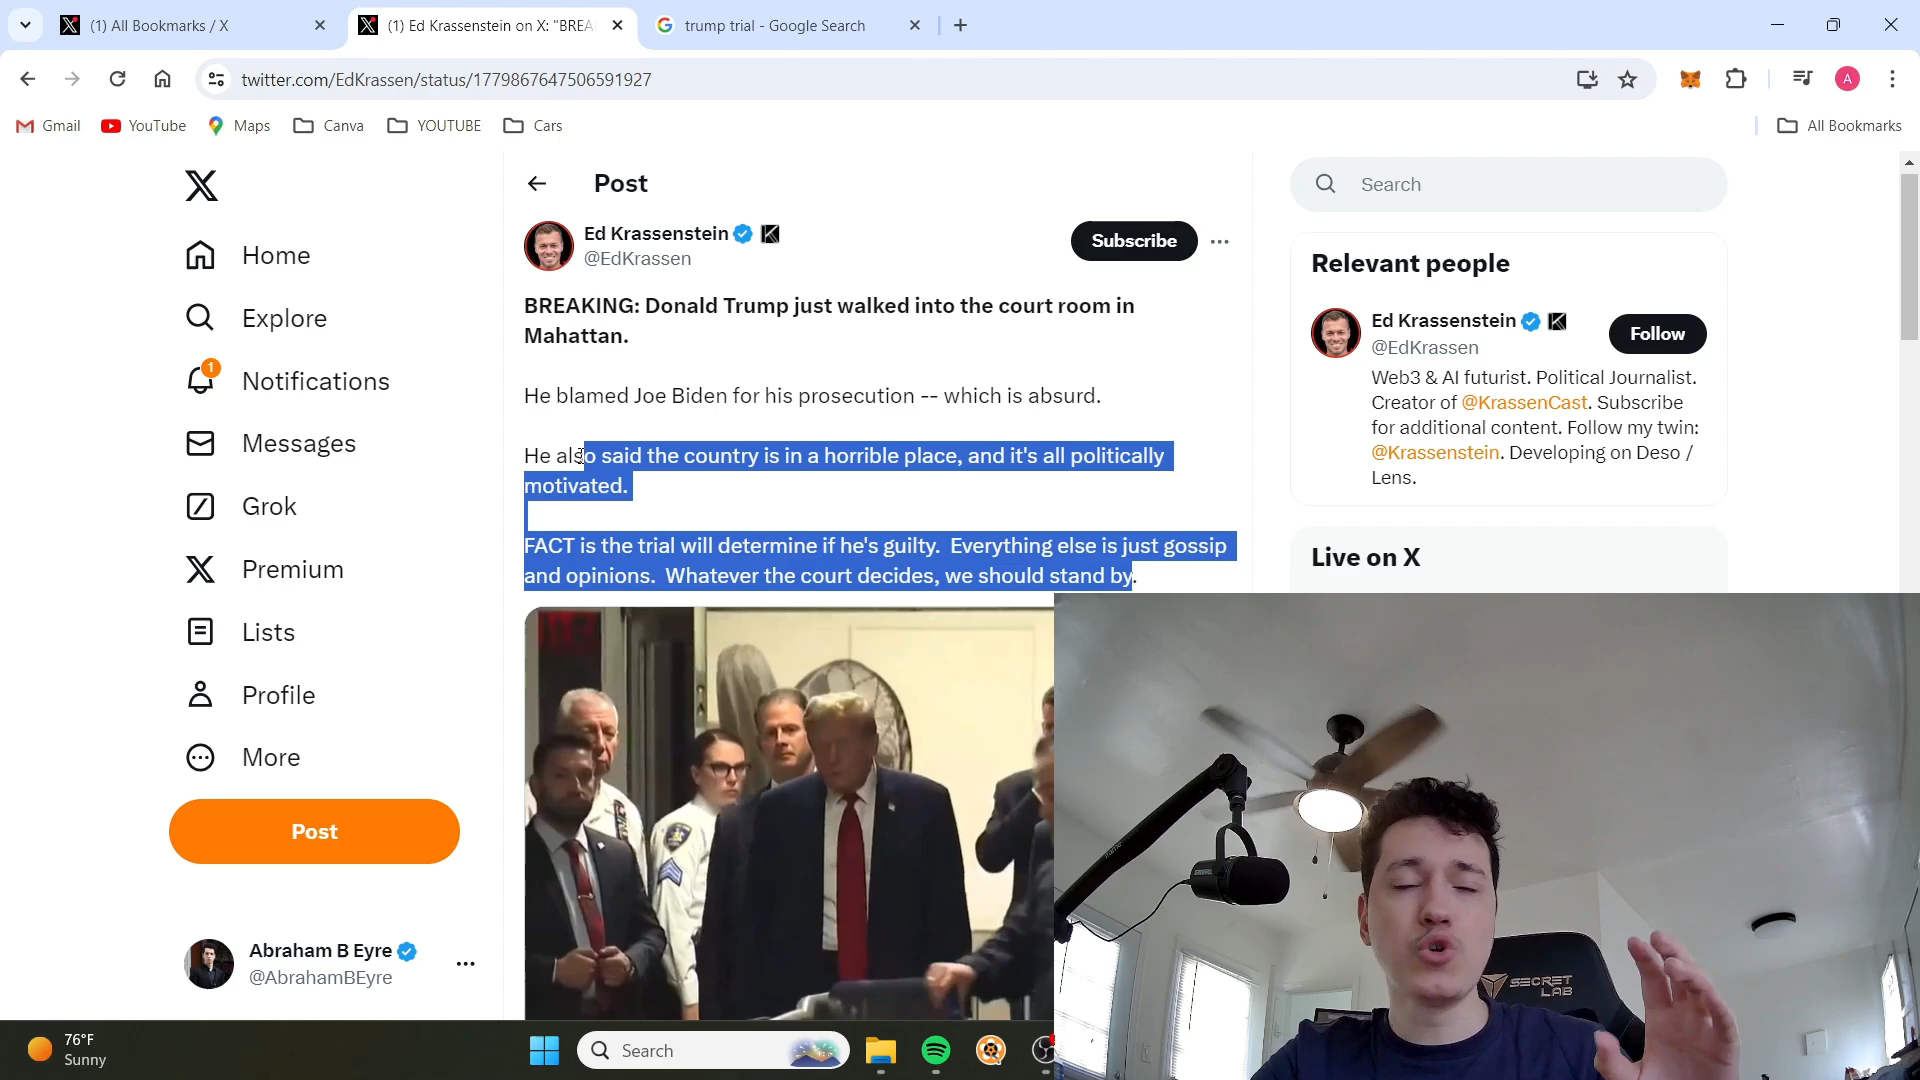 (1) All Bookmarks / X
(1) Ed Krassenstein on X: "BREA
trump trial - Google Search
twitter.com/EdKrassen/status/1779867647506591927
A
Gmail
YouTube
Maps
Canva
YOUTUBE
Cars
All Bookmarks
Home
Explore
1
Notifications
Messages
Grok
Premium
Lists
Profile
More
Post
Abraham B Eyre
@AbrahamBEyre
Post
Ed Krassenstein
@EdKrassen
Subscribe
BREAKING: Donald Trump just walked into the court room in
Mahattan.
He blamed Joe Biden for his prosecution -- which is absurd.
He also said the country is in a horrible place, and it's all politically
motivated.
FACT is the trial will determine if he's guilty. Everything else is just gossip
and opinions. Whatever the court decides, we should stand by.
Search
Relevant people
Ed Krassenstein
@EdKrassen
Follow
Web3 & AI futurist. Political Journalist.
Creator of @KrassenCast. Subscribe
for additional content. Follow my twin:
@Krassenstein. Developing on Deso /
Lens.
Live on X
SECRET
LAB
76°F
Sunny
Search